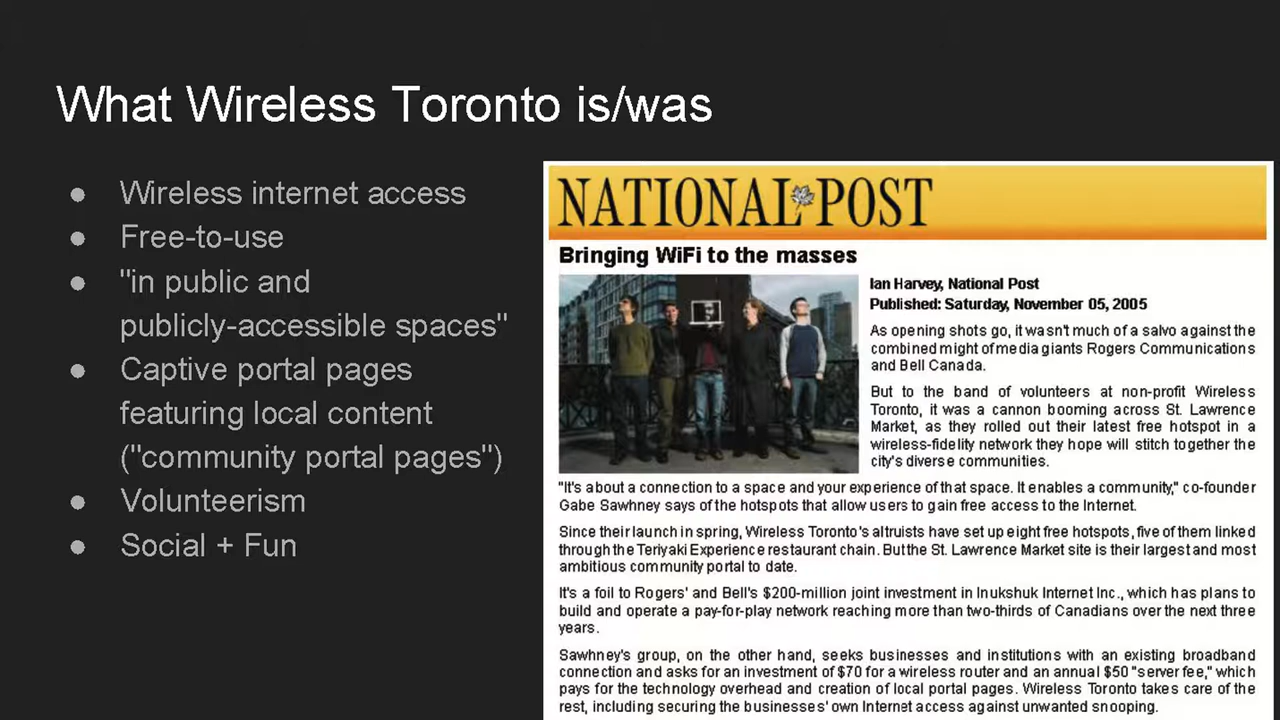 What Wireless Toronto is/was
● Wireless internet access
● Free-to-use
● "in public and
publicly-accessible spaces"
● Captive portal pages
featuring local content
("community portal pages")
● Volunteerism
● Social + Fun
NATIONAL POST
Bringing WiFi to the masses
Ian Harvey, National Post
Published: Saturday, November 05, 2005
As opening shots go, it wasn't much of a salvo against the
combined might of media giants Rogers Communications
and Bell Canada.
But to the band of volunteers at non-profit Wireless
Toronto, it was a cannon booming across St. Lawrence
Market, as they rolled out their latest free hotspot in a
wireless-fidelity network they hope will stitch together the
city's diverse communities.
"It's about a connection to a space and your experience of that space. It enables a community," co-founder
Gabe Sawhney says of the hotspots that allow users to gain free access to the Internet.
Since their launch in spring, Wireless Toronto's altruists have set up eight free hotspots, five of them linked
through the Teriyaki Experience restaurant chain. But the St. Lawrence Market site is their largest and most
ambitious community portal to date.
It's a foil to Rogers' and Bell's $200-million joint investment in Inukshuk Internet Inc., which has plans to
build and operate a pay-for-play network reaching more than two-thirds of Canadians over the next three
years.
Sawhney's group, on the other hand, seeks businesses and institutions with an existing broadband
connection and asks for an investment of $70 for a wireless router and an annual $50 "server fee," which
pays for the technology overhead and creation of local portal pages. Wireless Toronto takes care of the
rest, including securing the businesses' own Internet access against unwanted snooping.